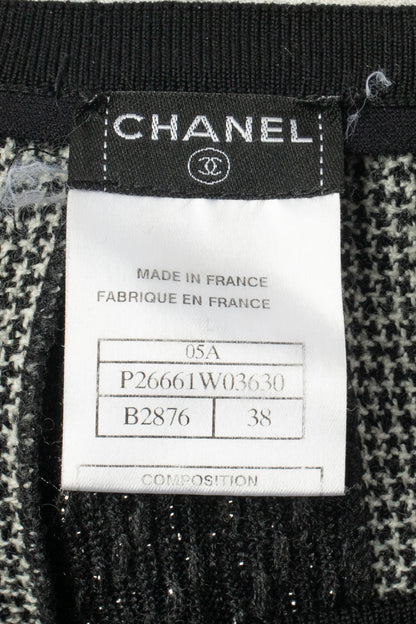 CHANEL
MADE IN FRANCE
FABRIQUE EN FRANCE
05A
P26661W03630
B2876 38
COMPOSITION